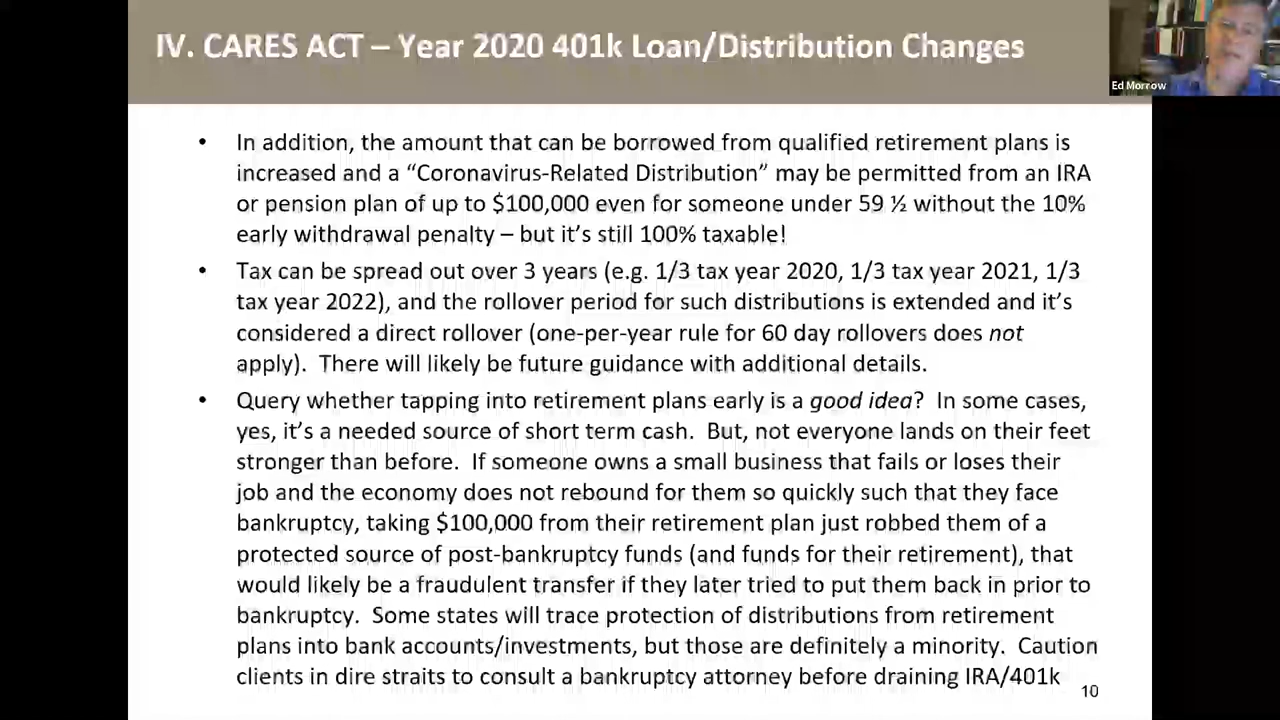 IV. CARES ACT – Year 2020 401k Loan/Distribution Changes
Ed Morrow
• In addition, the amount that can be borrowed from qualified retirement plans is
increased and a “Coronavirus-Related Distribution” may be permitted from an IRA
or pension plan of up to $100,000 even for someone under 59 ½ without the 10%
early withdrawal penalty – but it’s still 100% taxable!
• Tax can be spread out over 3 years (e.g. 1/3 tax year 2020, 1/3 tax year 2021, 1/3
tax year 2022), and the rollover period for such distributions is extended and it’s
considered a direct rollover (one-per-year rule for 60 day rollovers does not
apply). There will likely be future guidance with additional details.
• Query whether tapping into retirement plans early is a good idea? In some cases,
yes, it’s a needed source of short term cash. But, not everyone lands on their feet
stronger than before. If someone owns a small business that fails or loses their
job and the economy does not rebound for them so quickly such that they face
bankruptcy, taking $100,000 from their retirement plan just robbed them of a
protected source of post-bankruptcy funds (and funds for their retirement), that
would likely be a fraudulent transfer if they later tried to put them back in prior to
bankruptcy. Some states will trace protection of distributions from retirement
plans into bank accounts/investments, but those are definitely a minority. Caution
clients in dire straits to consult a bankruptcy attorney before draining IRA/401k
10